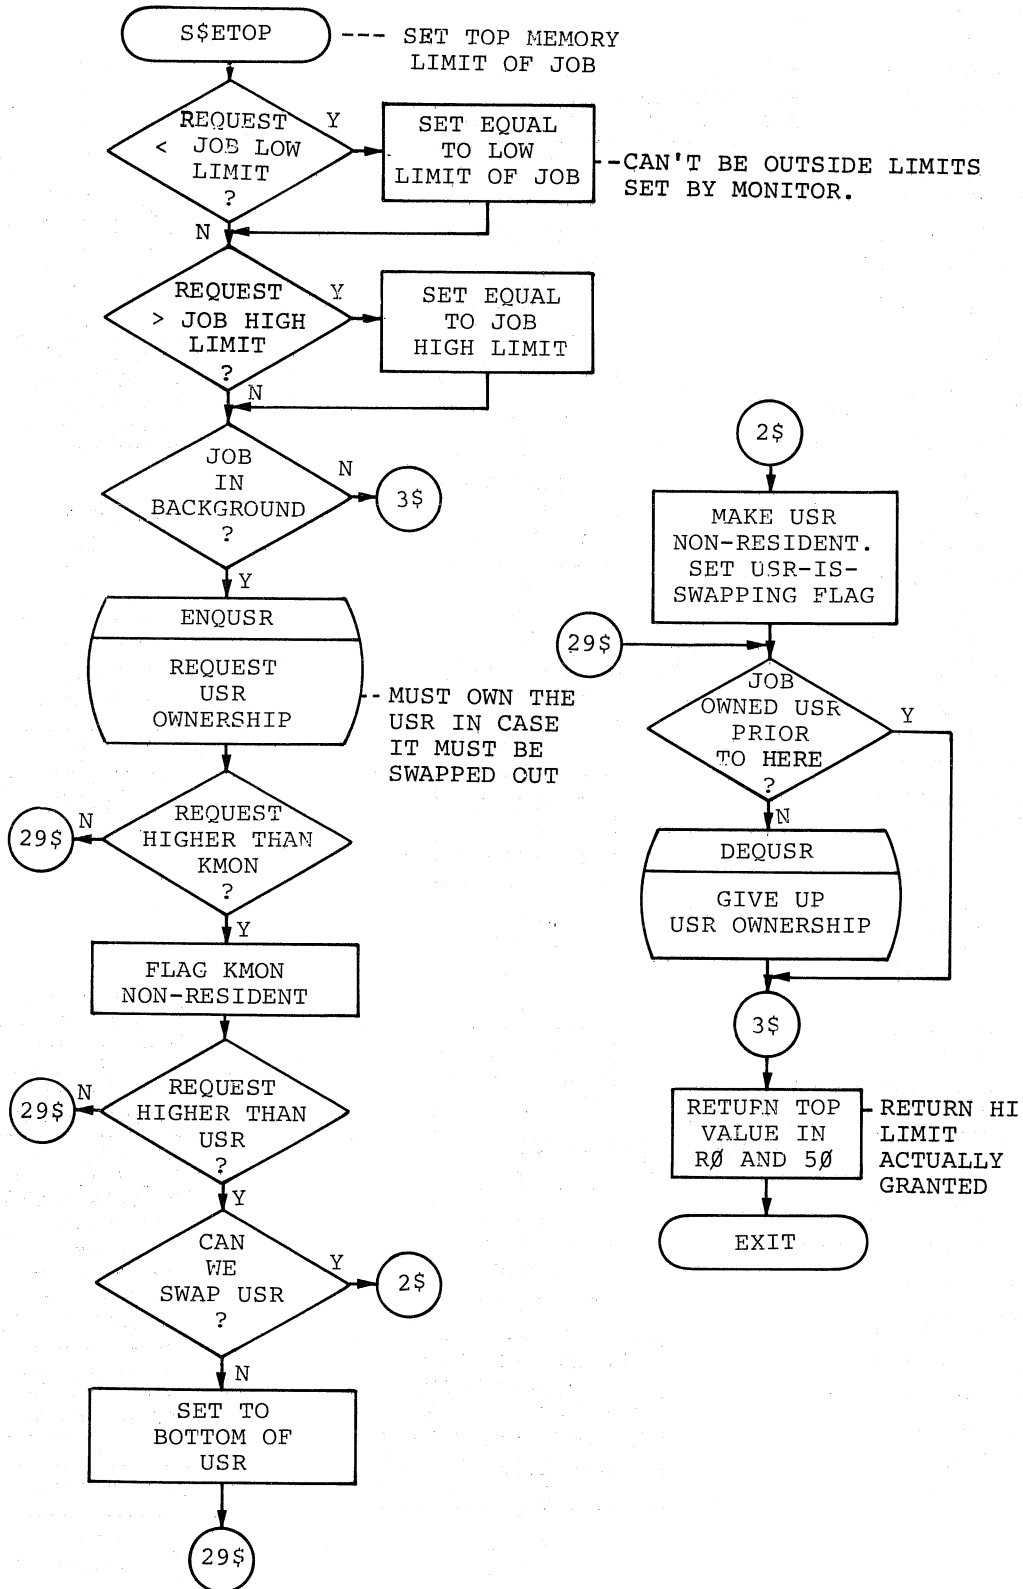 S$ETOP
--- SET TOP MEMORY
LIMIT OF JOB
REQUEST
< JOB LOW
LIMIT
?
Y
SET EQUAL
TO LOW
LIMIT OF JOB
--CAN'T BE OUTSIDE LIMITS
SET BY MONITOR.
N
REQUEST
> JOB HIGH
LIMIT
?
Y
SET EQUAL
TO JOB
HIGH LIMIT
N
JOB
IN
BACKGROUND
?
N
3$
Y
ENQUSR
REQUEST
USR
OWNERSHIP
-- MUST OWN THE
USR IN CASE
IT MUST BE
SWAPPED OUT
REQUEST
HIGHER THAN
KMON
?
N
29$
Y
FLAG KMON
NON-RESIDENT
REQUEST
HIGHER THAN
USR
?
N
29$
Y
CAN
WE
SWAP USR
?
Y
2$
N
SET TO
BOTTOM OF
USR
29$
2$
MAKE USR
NON-RESIDENT.
SET USR-IS-
SWAPPING FLAG
29$
JOB
OWNED USR
PRIOR
TO HERE
?
Y
N
DEQUSR
GIVE UP
USR OWNERSHIP
3$
RETURN TOP
VALUE IN
RØ AND 5Ø
- RETURN HI
LIMIT
ACTUALLY
GRANTED
EXIT